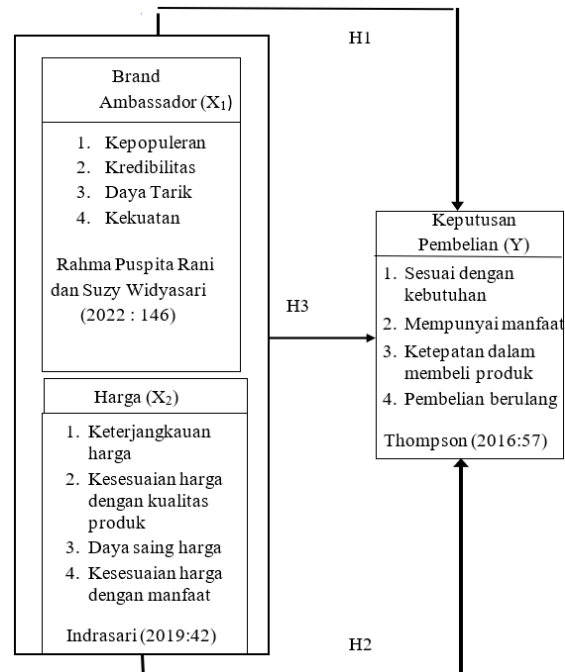 H1
Brand
Ambassador (X₁)
1. Kepopuleran
2. Kredibilitas
3. Daya Tarik
4. Kekuatan
Rahma Puspita Rani
dan Suzy Widyasari
(2022 : 146)
H3
Harga (X₂)
1. Keterjangkauan
harga
2. Kesesuaian harga
dengan kualitas
produk
3. Daya saing harga
4. Kesesuaian harga
dengan manfaat
Indrasari (2019:42)
Keputusan
Pembelian (Y)
1. Sesuai dengan
kebutuhan
2. Mempunyai manfaat
3. Ketepatan dalam
membeli produk
4. Pembelian berulang
Thompson (2016:57)
H2